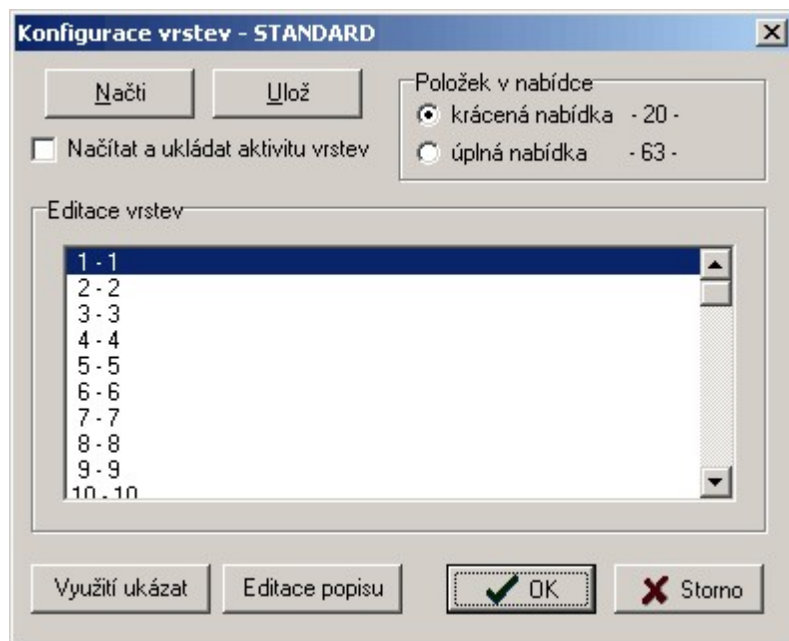 Konfigurace vrstev - STANDARD
Načti
Ulož
Načítat a ukládat aktivitu vrstev
Položek v nabídce
krácená nabídka - 20 -
úplná nabídka - 63 -
Editace vrstev
1 - 1
2 - 2
3 - 3
4 - 4
5 - 5
6 - 6
7 - 7
8 - 8
9 - 9
10 - 10
Využití ukázat
Editace popisu
OK
Storno